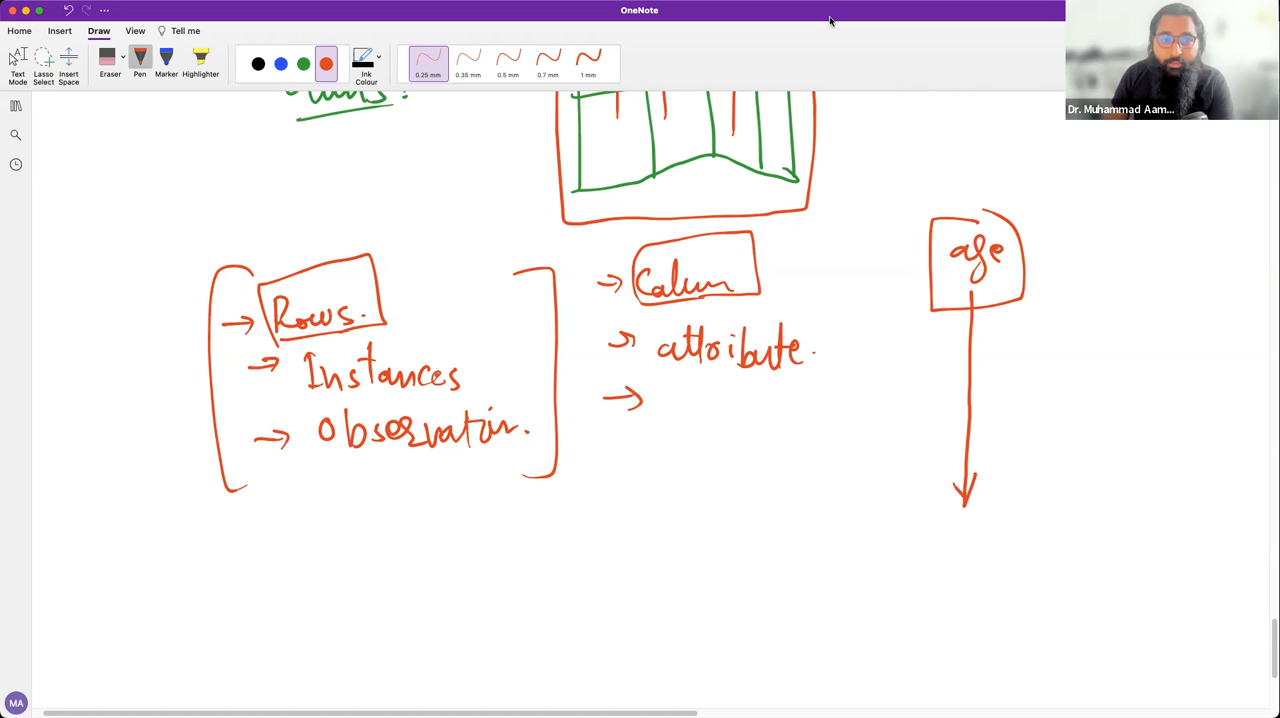 OneNote
Home Insert Draw View Tell me
Text Mode
Lasso Select
Insert Space
Eraser
Pen
Marker
Highlighter
Ink Colour
0.25 mm
0.35 mm
0.5 mm
0.7 mm
1 mm
Dr. Muhammad Aam...
→ Rows.
→ Instances
→ Observation.
→ Column
→ attribute.
→
age
MA